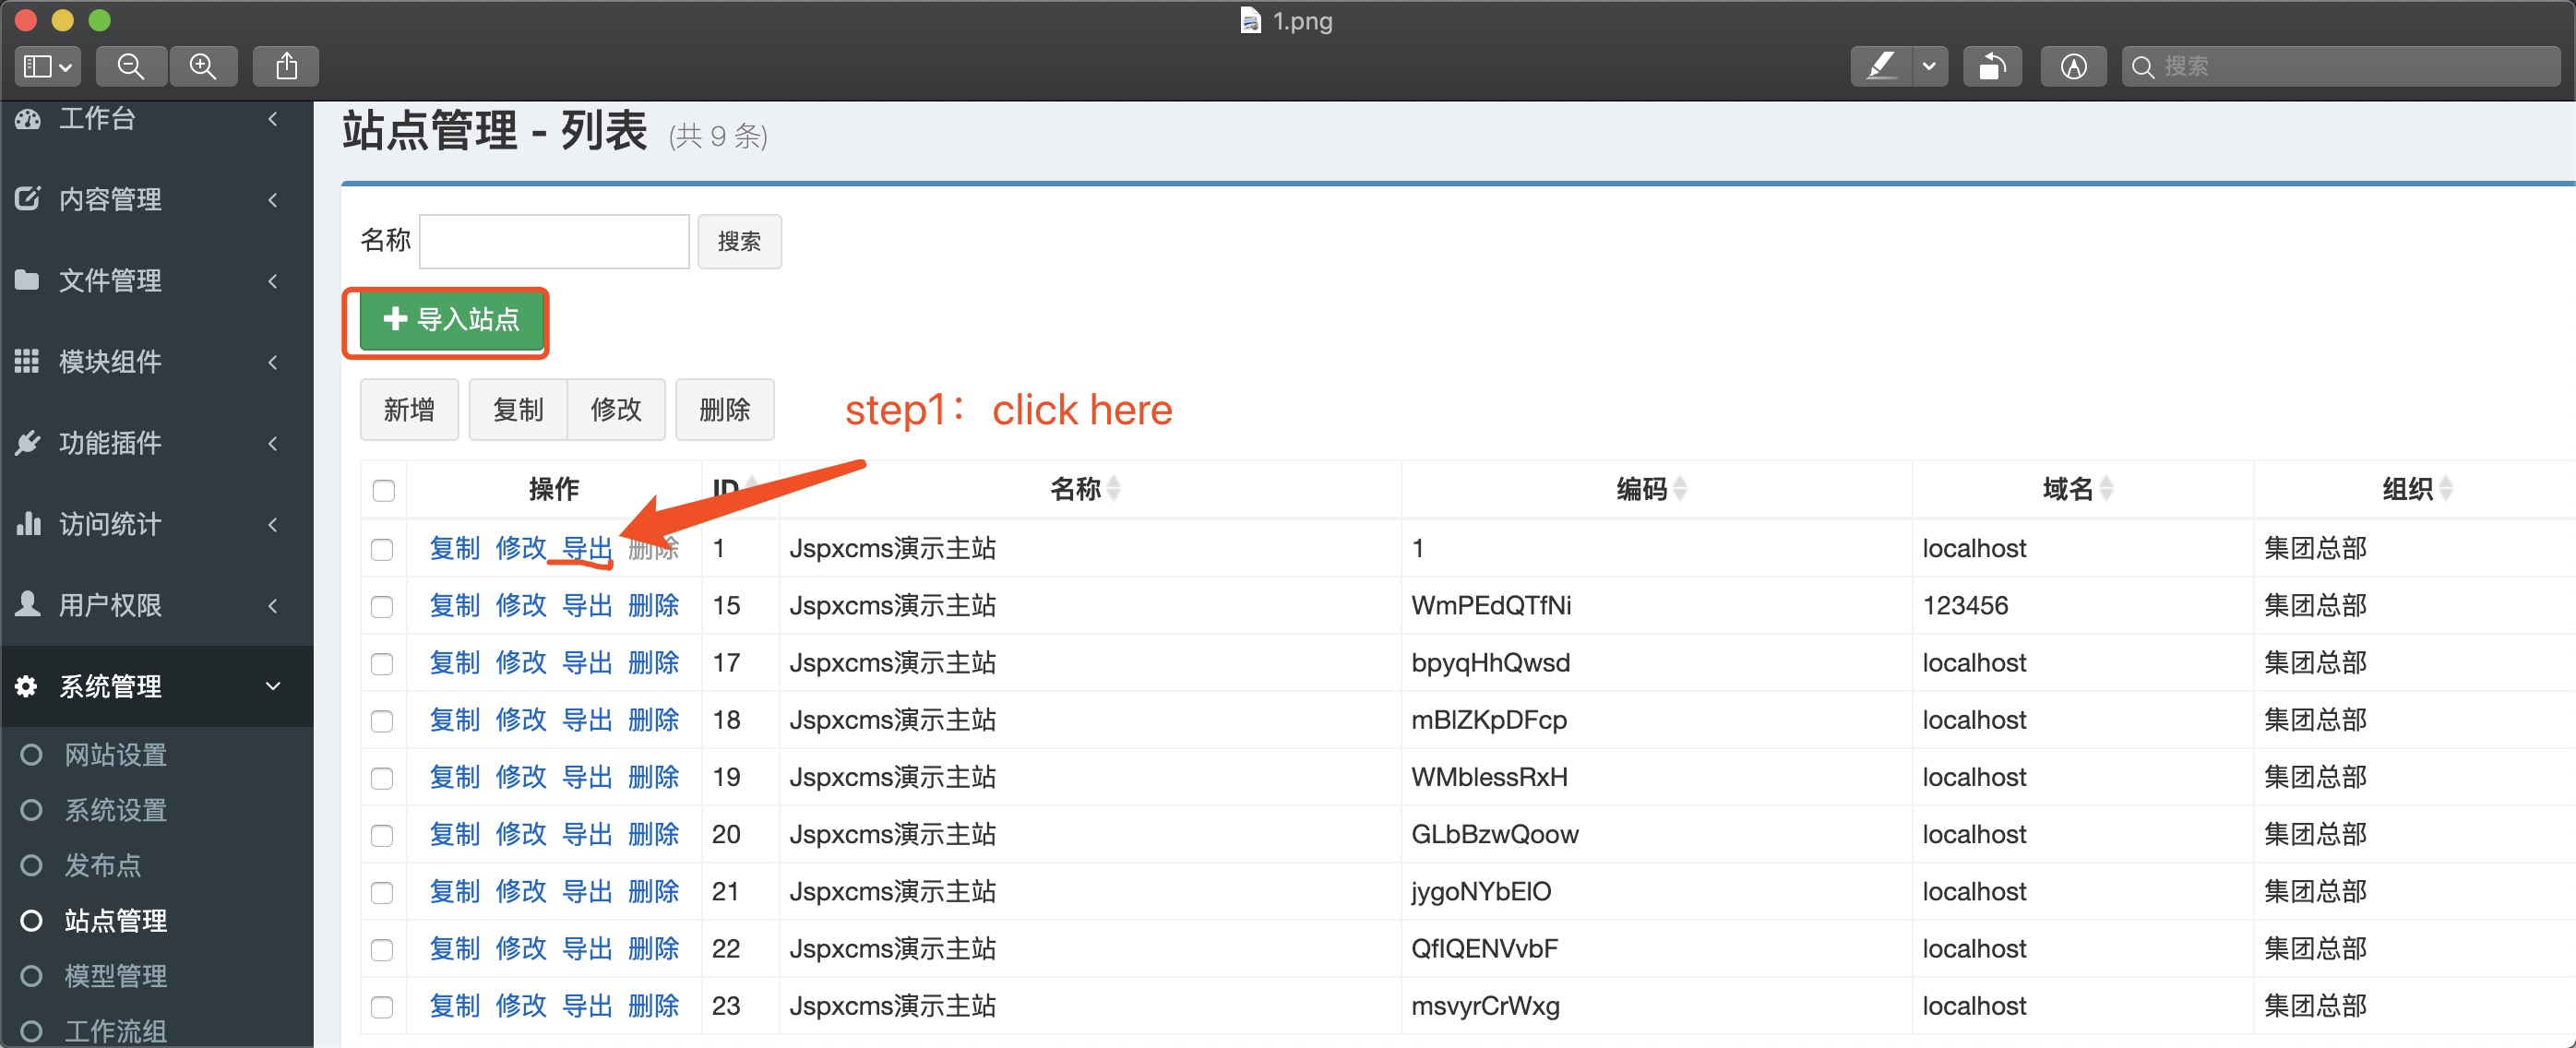 1.png
搜索
工作台
内容管理
文件管理
模块组件
功能插件
访问统计
用户权限
系统管理
网站设置
系统设置
发布点
站点管理
模型管理
工作流组
站点管理 - 列表 (共 9 条)
名称 搜索
导入站点
新增 复制 修改 删除
step1： click here
操作 ID 名称 编码 域名 组织
复制 修改 导出 删除 1 Jspxcms演示主站 1 localhost 集团总部
复制 修改 导出 删除 15 Jspxcms演示主站 WmPEdQTfNi 123456 集团总部
复制 修改 导出 删除 17 Jspxcms演示主站 bpyqHhQwsd localhost 集团总部
复制 修改 导出 删除 18 Jspxcms演示主站 mBlZKpDFcp localhost 集团总部
复制 修改 导出 删除 19 Jspxcms演示主站 WMblessRxH localhost 集团总部
复制 修改 导出 删除 20 Jspxcms演示主站 GLbBzwQoow localhost 集团总部
复制 修改 导出 删除 21 Jspxcms演示主站 jygoNYbElO localhost 集团总部
复制 修改 导出 删除 22 Jspxcms演示主站 QflQENVvbF localhost 集团总部
复制 修改 导出 删除 23 Jspxcms演示主站 msvyrCrWxg localhost 集团总部